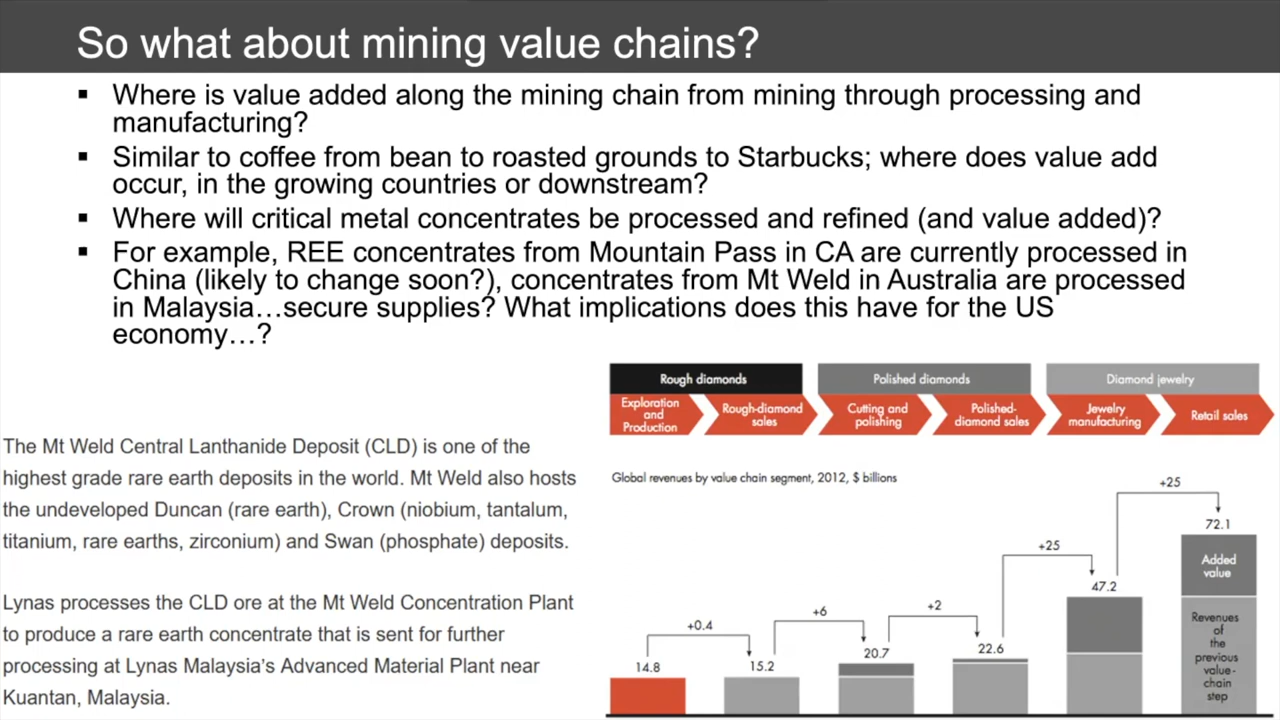 So what about mining value chains?
▪ Where is value added along the mining chain from mining through processing and
manufacturing?
▪ Similar to coffee from bean to roasted grounds to Starbucks; where does value add
occur, in the growing countries or downstream?
▪ Where will critical metal concentrates be processed and refined (and value added)?
▪ For example, REE concentrates from Mountain Pass in CA are currently processed in
China (likely to change soon?), concentrates from Mt Weld in Australia are processed
in Malaysia…secure supplies? What implications does this have for the US
economy…?
The Mt Weld Central Lanthanide Deposit (CLD) is one of the
highest grade rare earth deposits in the world. Mt Weld also hosts
the undeveloped Duncan (rare earth), Crown (niobium, tantalum,
titanium, rare earths, zirconium) and Swan (phosphate) deposits.
Lynas processes the CLD ore at the Mt Weld Concentration Plant
to produce a rare earth concentrate that is sent for further
processing at Lynas Malaysia’s Advanced Material Plant near
Kuantan, Malaysia.
Rough diamonds
Polished diamonds
Diamond jewelry
Exploration
and
Production
Rough-diamond
sales
Cutting and
polishing
Polished-
diamond sales
Jewelry
manufacturing
Retail sales
Global revenues by value chain segment, 2012, $ billions
+0.4
+6
+2
+25
+25
14.8
15.2
20.7
22.6
47.2
72.1
Added
value
Revenues
of
the
previous
value-
chain
step